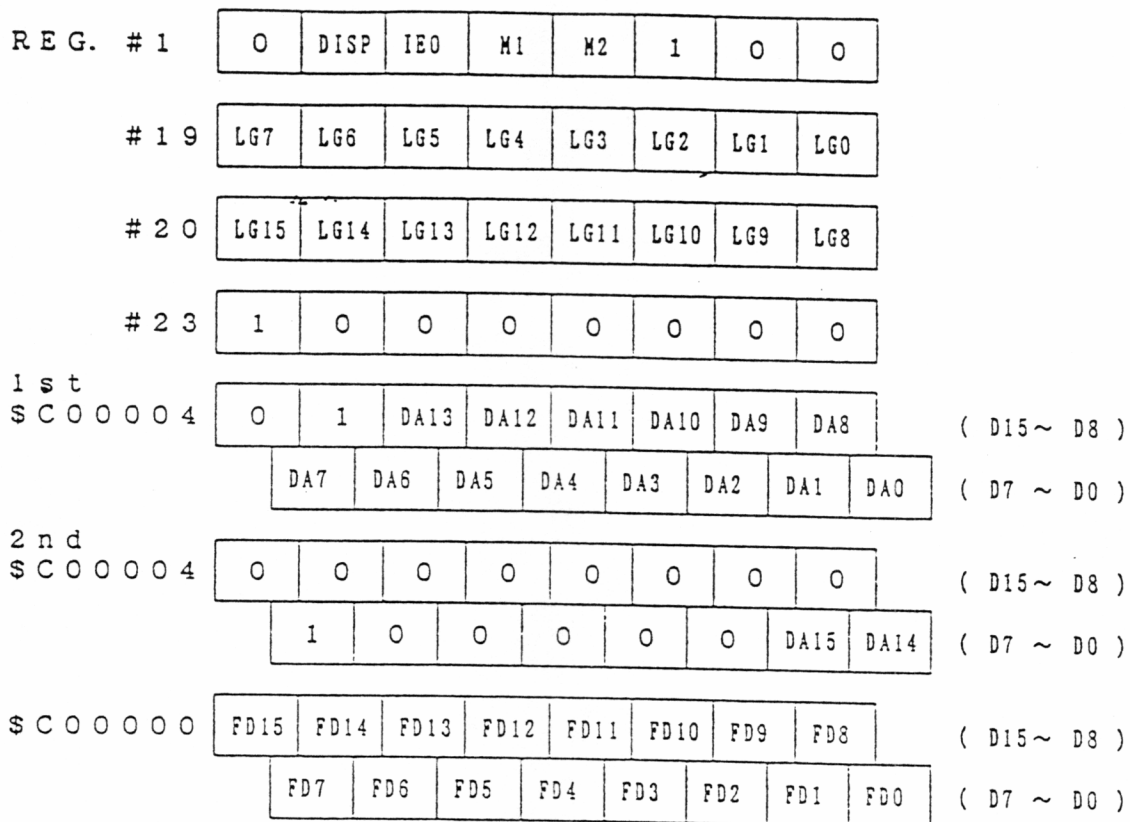 REG. #1 0 DISP IE0 M1 M2 1 0 0
#19 LG7 LG6 LG5 LG4 LG3 LG2 LG1 LG0
#20 LG15 LG14 LG13 LG12 LG11 LG10 LG9 LG8
#23 1 0 0 0 0 0 0 0
1st
$C00004 0 1 DA13 DA12 DA11 DA10 DA9 DA8 ( D15~ D8 )
DA7 DA6 DA5 DA4 DA3 DA2 DA1 DA0 ( D7 ~ D0 )
2nd
$C00004 0 0 0 0 0 0 0 0 ( D15~ D8 )
1 0 0 0 0 0 DA15 DA14 ( D7 ~ D0 )
$C00000 FD15 FD14 FD13 FD12 FD11 FD10 FD9 FD8 ( D15~ D8 )
FD7 FD6 FD5 FD4 FD3 FD2 FD1 FD0 ( D7 ~ D0 )